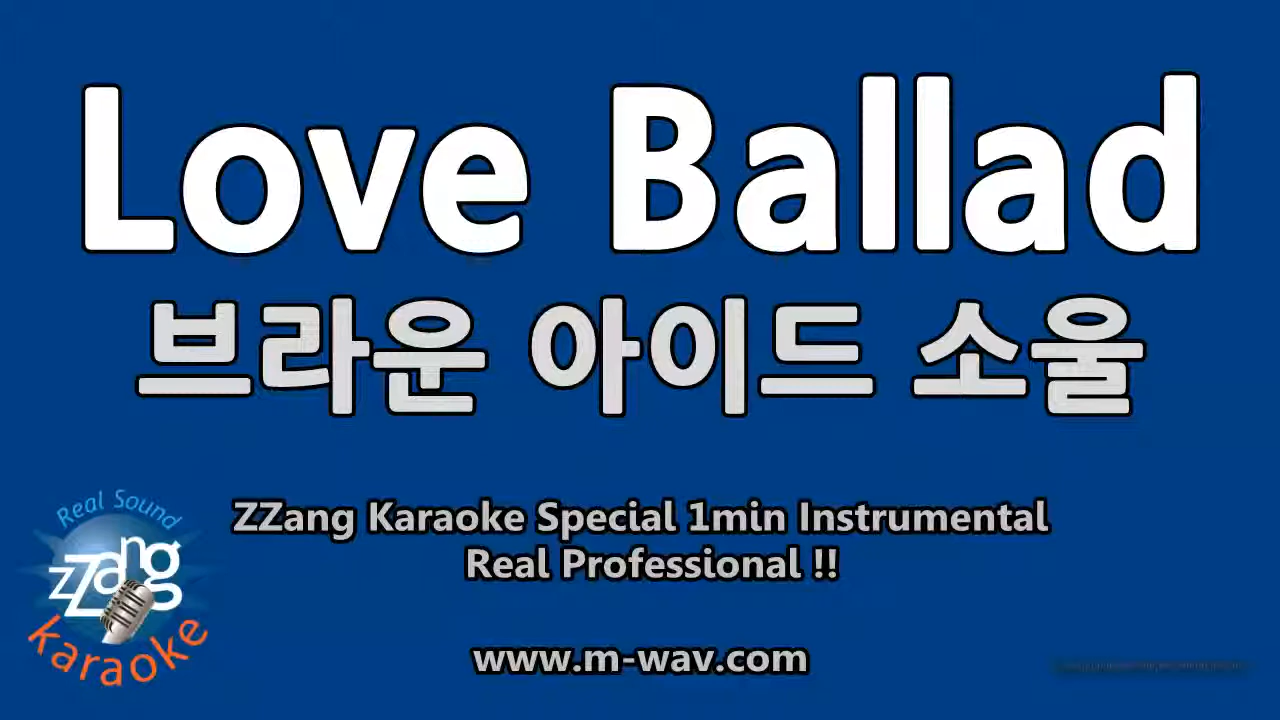 Love Ballad
브라운 아이드 소울
ZZang Karaoke Special 1min Instrumental
Real Professional !!
Real Sound
zZang
karaoke
www.m-wav.com